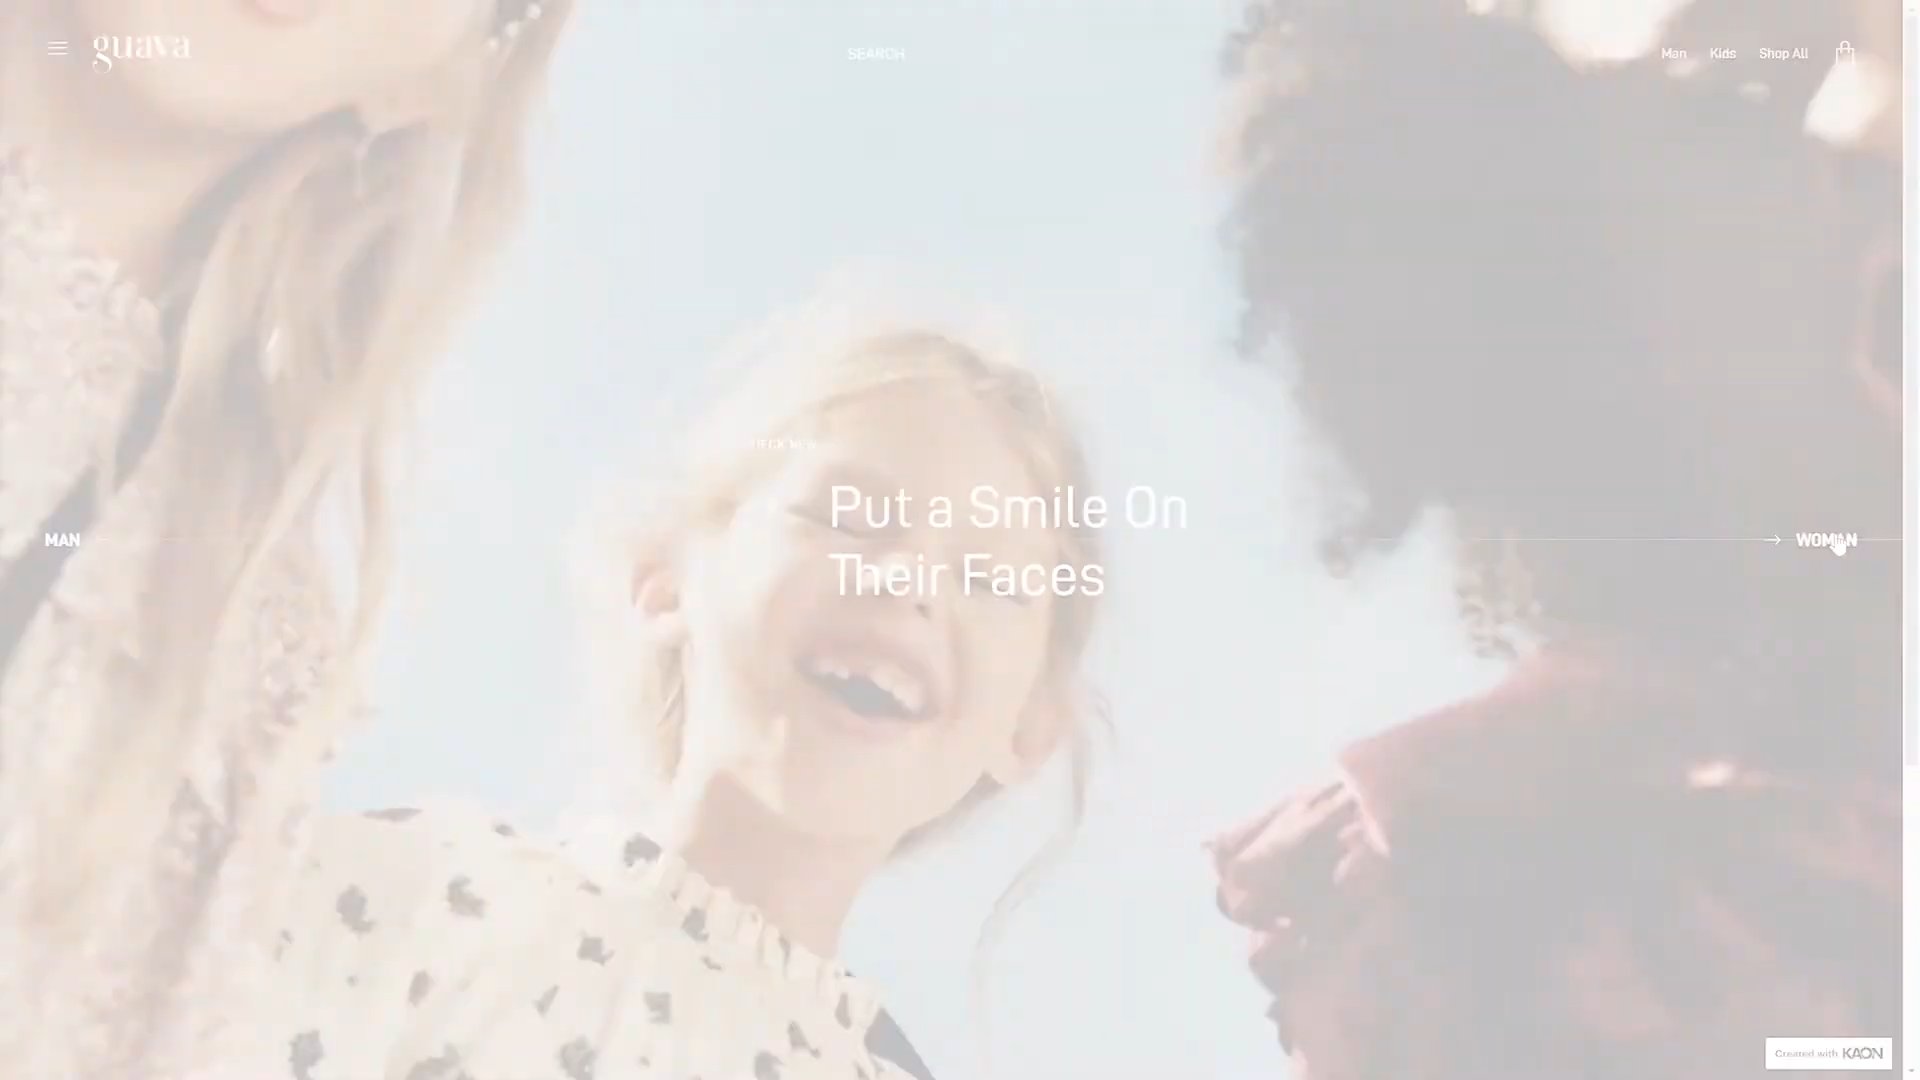 guava
SEARCH
Man
Kids
Shop All
Put a Smile On
Their Faces
MAN
WOMAN
Created with KAON